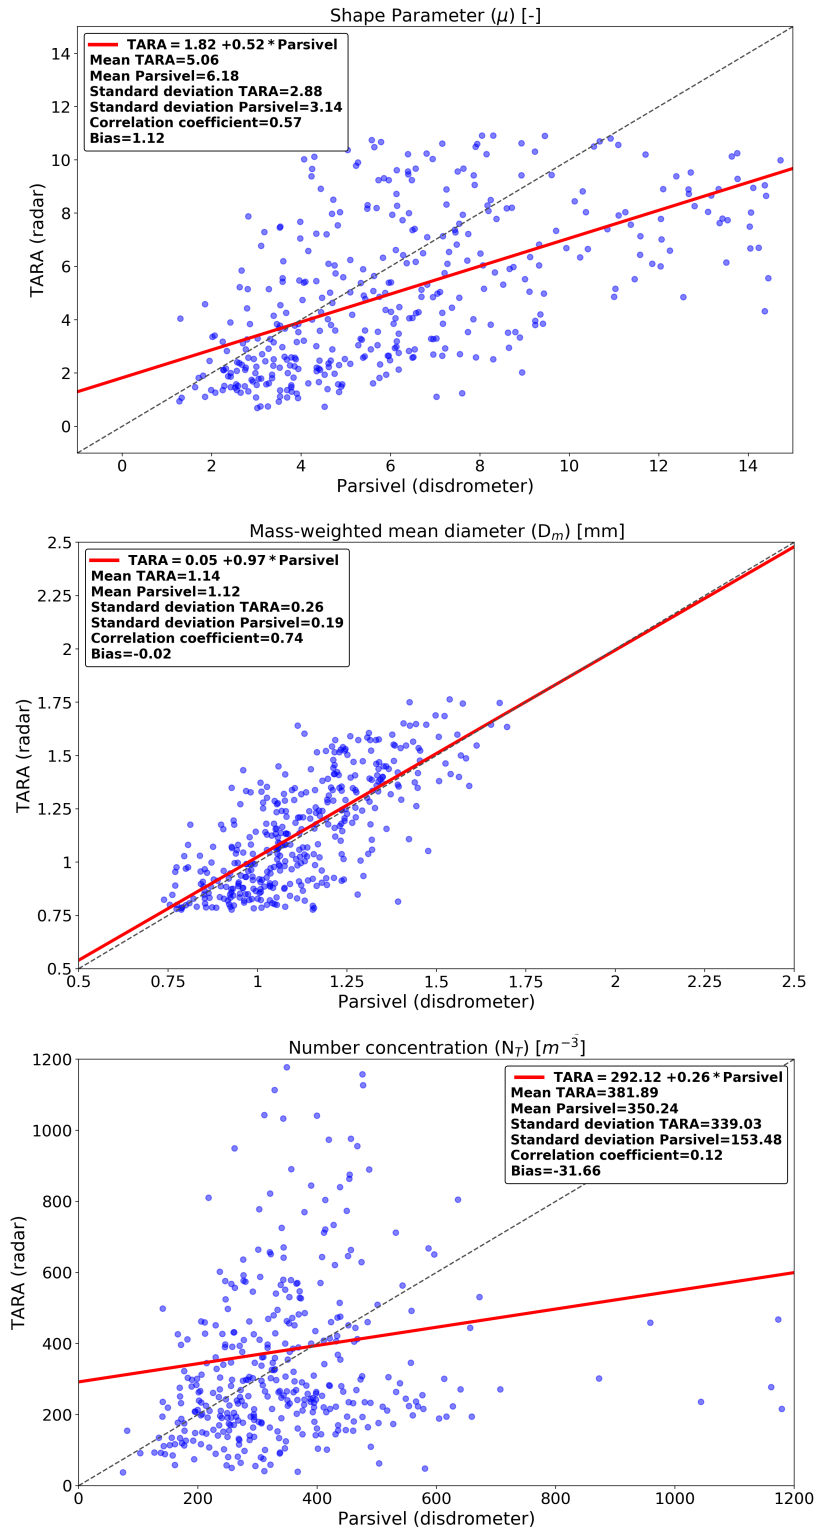 Shape Parameter (μ) [-]
TARA = 1.82 +0.52 * Parsivel
Mean TARA=5.06
Mean Parsivel=6.18
Standard deviation TARA=2.88
Standard deviation Parsivel=3.14
Correlation coefficient=0.57
Bias=1.12
14
12
10
8
6
4
2
0
TARA (radar)
0 2 4 6 8 10 12 14
Parsivel (disdrometer)
Mass-weighted mean diameter (Dₘ) [mm]
TARA = 0.05 +0.97 * Parsivel
Mean TARA=1.14
Mean Parsivel=1.12
Standard deviation TARA=0.26
Standard deviation Parsivel=0.19
Correlation coefficient=0.74
Bias=-0.02
2.5
2.25
2
1.75
1.5
1.25
1
0.75
0.5
TARA (radar)
0.5 0.75 1 1.25 1.5 1.75 2 2.25 2.5
Parsivel (disdrometer)
Number concentration (N_T) [m⁻³]
TARA = 292.12 +0.26 * Parsivel
Mean TARA=381.89
Mean Parsivel=350.24
Standard deviation TARA=339.03
Standard deviation Parsivel=153.48
Correlation coefficient=0.12
Bias=-31.66
1200
1000
800
600
400
200
0
TARA (radar)
0 200 400 600 800 1000 1200
Parsivel (disdrometer)